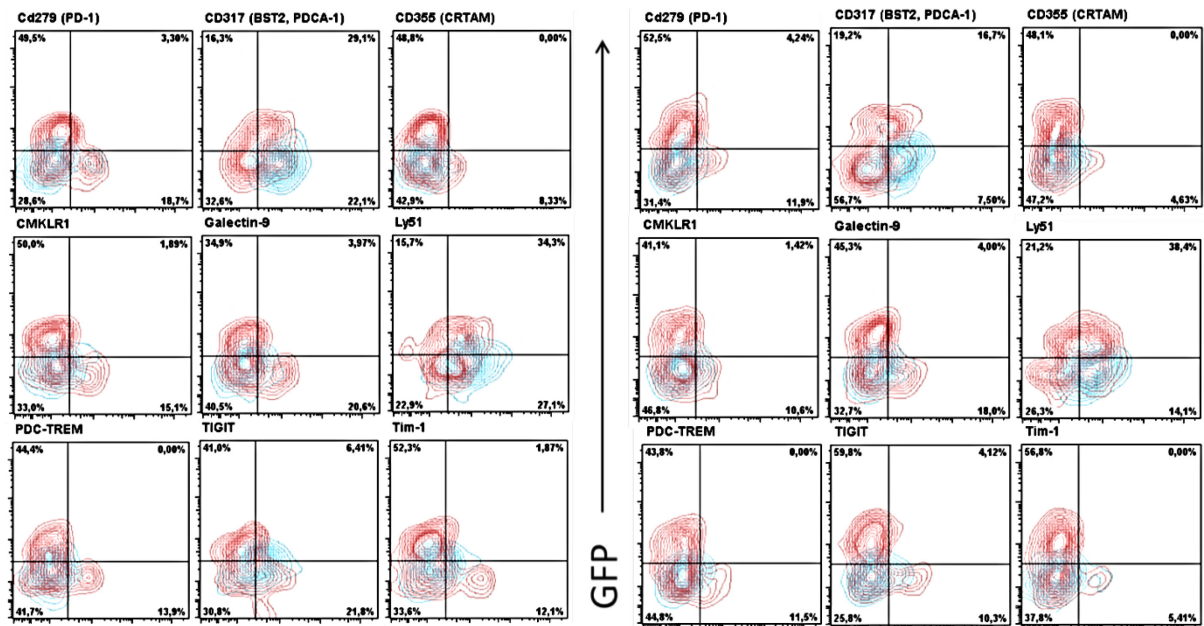 Cd279 (PD-1) CD317 (BST2, PDCA-1) CD355 (CRTAM)
49,5% 3,30% 16,3% 29,1% 48,8% 0,00%
28,6% 18,7% 32,6% 22,1% 42,9% 8,33%
CMKLR1 Galectin-9 Ly51
50,0% 1,89% 34,9% 3,97% 15,7% 34,3%
33,0% 15,1% 40,5% 20,6% 22,9% 27,1%
PDC-TREM TIGIT Tim-1
44,4% 0,00% 41,0% 6,41% 52,3% 1,87%
41,7% 13,9% 30,8% 21,8% 33,6% 12,1%
GFP
Cd279 (PD-1) CD317 (BST2, PDCA-1) CD355 (CRTAM)
52,5% 4,24% 19,2% 16,7% 48,1% 0,00%
31,4% 11,9% 56,7% 7,50% 47,2% 4,63%
CMKLR1 Galectin-9 Ly51
41,1% 1,42% 45,3% 4,00% 21,2% 38,4%
46,8% 10,6% 32,7% 18,0% 26,3% 14,1%
PDC-TREM TIGIT Tim-1
43,8% 0,00% 59,8% 4,12% 56,8% 0,00%
44,8% 11,5% 25,8% 10,3% 37,8% 5,41%